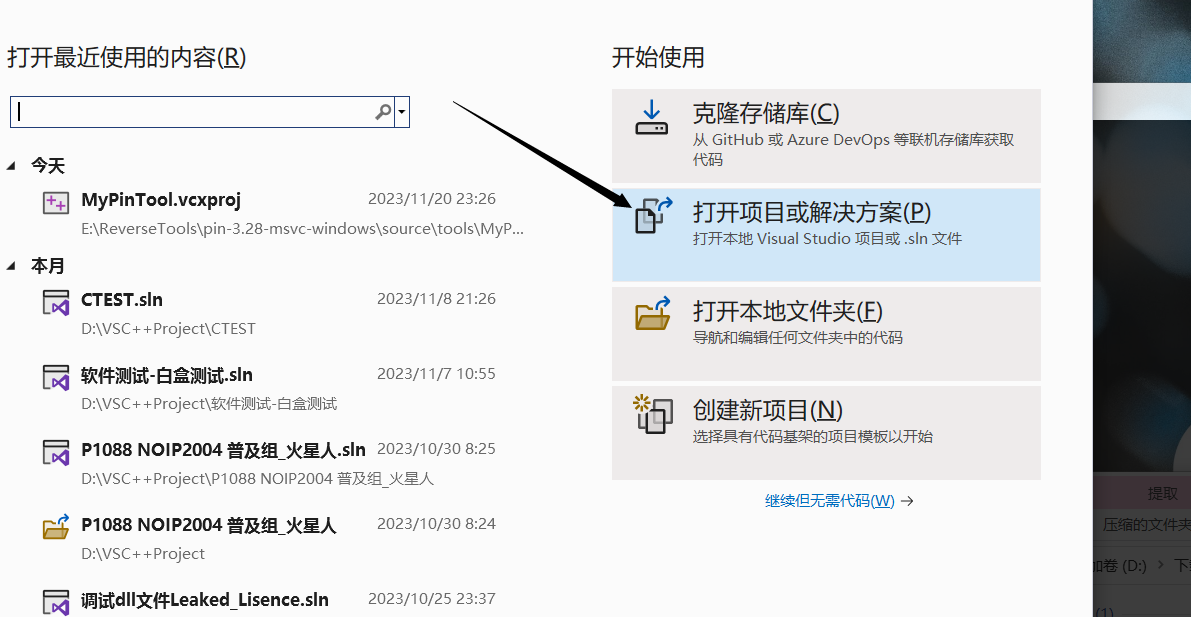 打开最近使用的内容(R)
今天
MyPinTool.vcxproj 2023/11/20 23:26
E:\ReverseTools\pin-3.28-msvc-windows\source\tools\MyP...
本月
CTEST.sln 2023/11/8 21:26
D:\VSC++Project\CTEST
软件测试-白盒测试.sln 2023/11/7 10:55
D:\VSC++Project\软件测试-白盒测试
P1088 NOIP2004 普及组_火星人.sln 2023/10/30 8:25
D:\VSC++Project\P1088 NOIP2004 普及组_火星人
P1088 NOIP2004 普及组_火星人 2023/10/30 8:24
D:\VSC++Project
调试dll文件Leaked_Lisence.sln 2023/10/25 23:37
开始使用
克隆存储库(C)
从 GitHub 或 Azure DevOps 等联机存储库获取
代码
打开项目或解决方案(P)
打开本地 Visual Studio 项目或 .sln 文件
打开本地文件夹(F)
导航和编辑任何文件夹中的代码
创建新项目(N)
选择具有代码基架的项目模板以开始
继续但无需代码(W) →
提取
压缩的文件夹
加卷 (D:) › 下
(1)